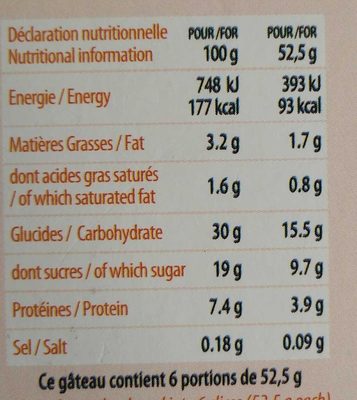 Déclaration nutritionnelle POUR/FOR POUR/FOR
Nutritional information 100 g 52,5 g
748 kJ 393 kJ
Energie / Energy
177 kcal 93 kcal
Matières Grasses / Fat 3.2 g 1.7 g
dont acides gras saturés
/ of which saturated fat 1.6 g 0.8 g
Glucides / Carbohydrate 30 g 15.5 g
dont sucres / of which sugar 19 g 9.7 g
Protéines / Protein 7.4 g 3.9 g
Sel / Salt 0.18 g 0.09 g
Ce gâteau contient 6 portions de 52,5 g